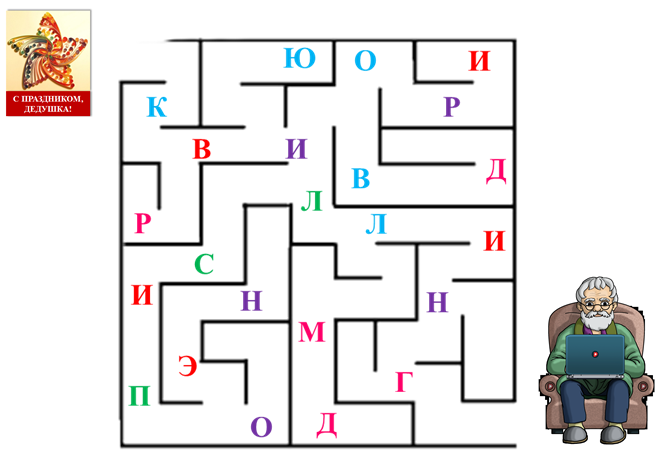 С ПРАЗДНИКОМ,
ДЕДУШКА!
Ю О И
К Р
В И
В Д
Р Л
Л И
С
И Н Н
М
Э Г
П
О Д